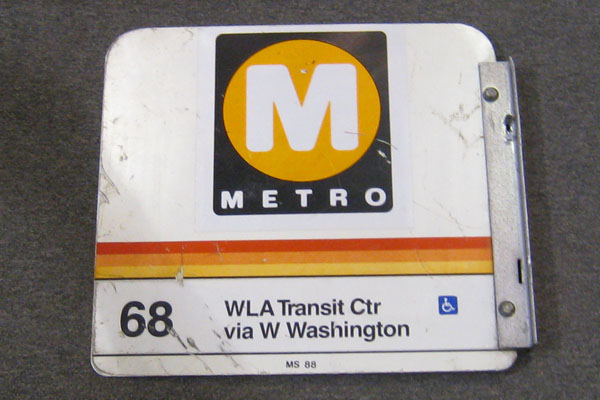 M
METRO
68 WLA Transit Ctr
via W Washington
MS 88